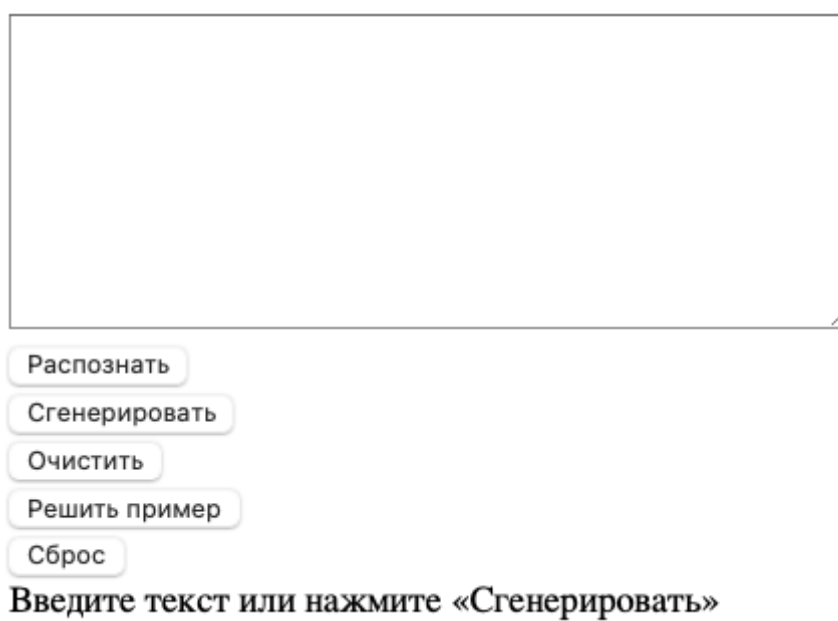 Распознать
Сгенерировать
Очистить
Решить пример
Сброс
Введите текст или нажмите «Сгенерировать»